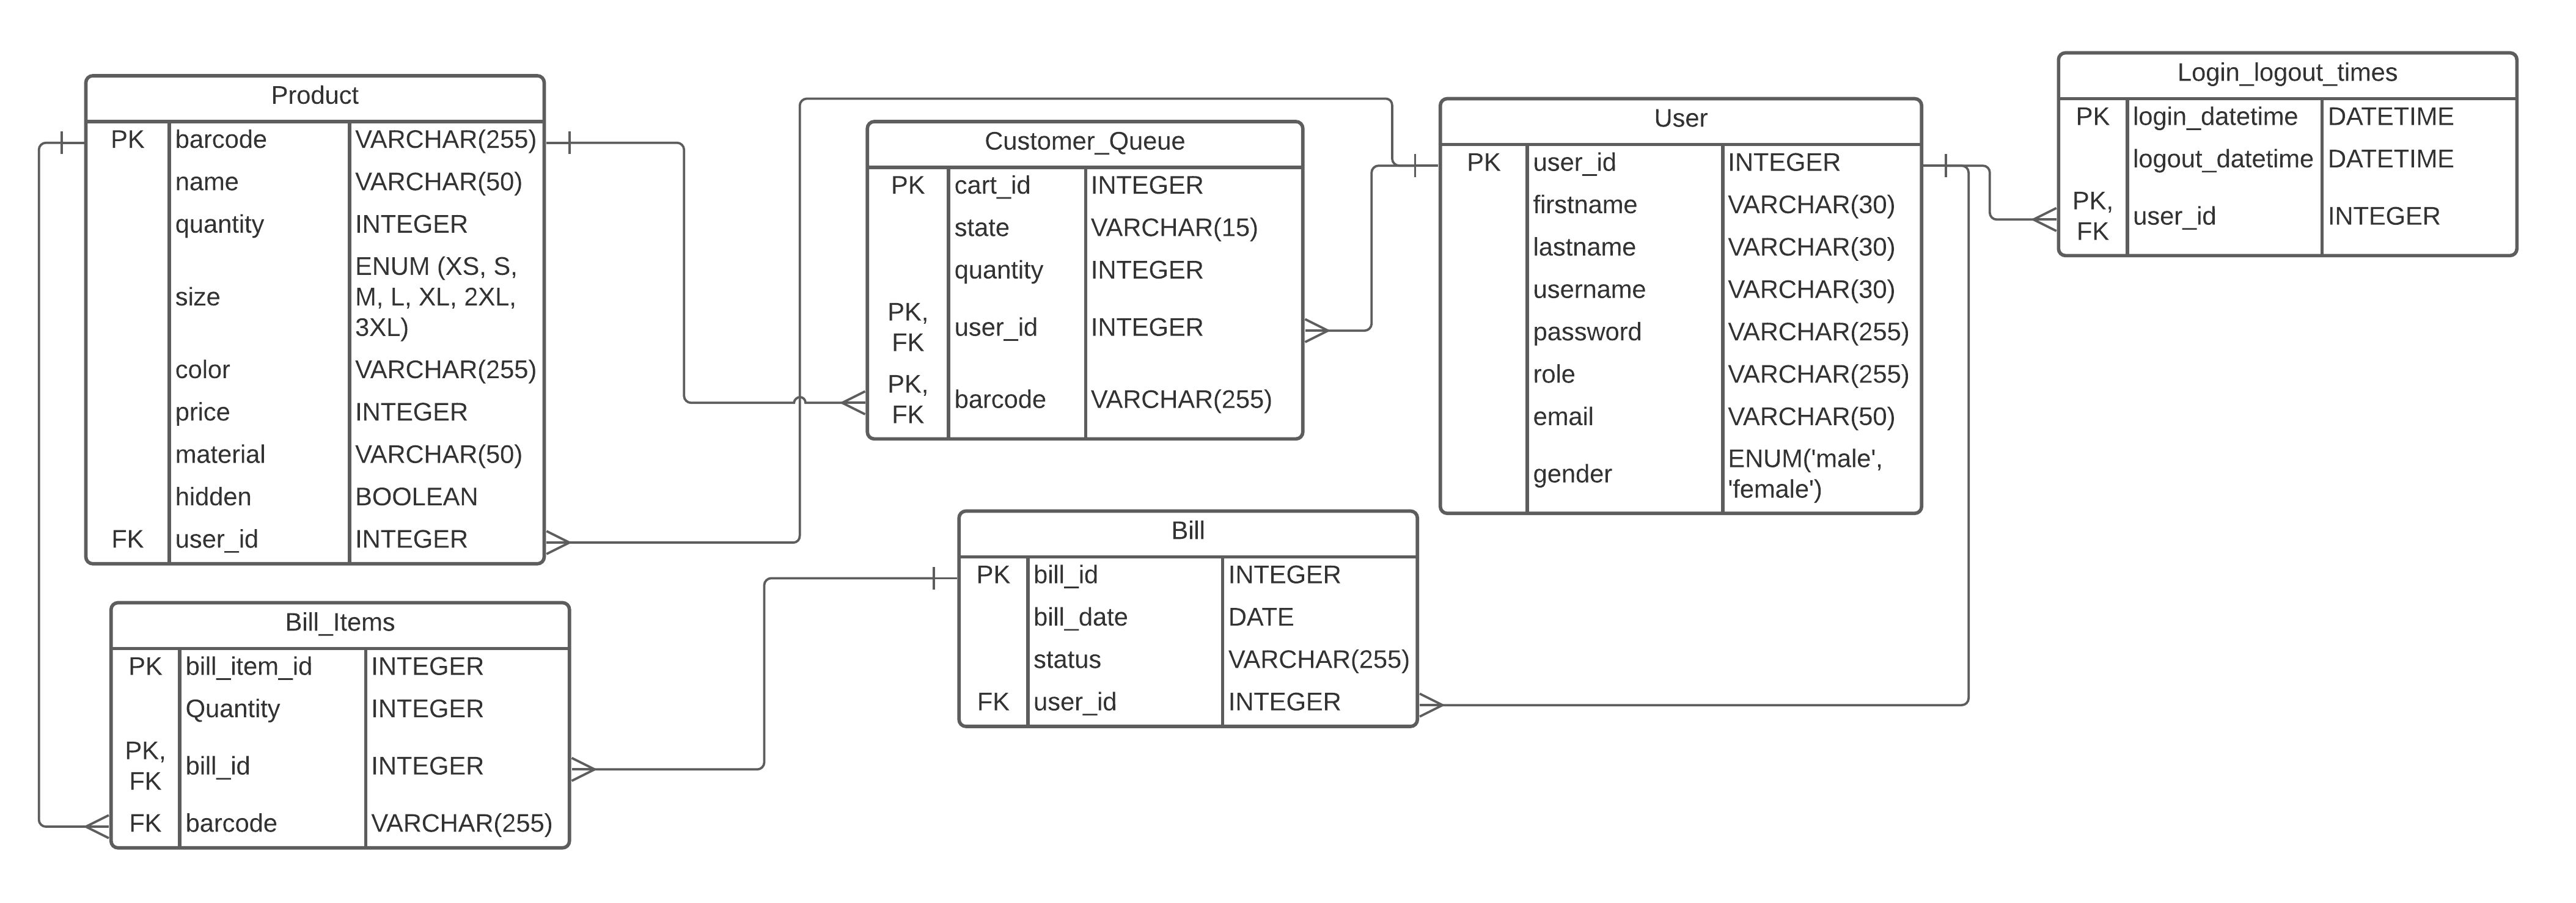 Product
PK barcode VARCHAR(255)
name VARCHAR(50)
quantity INTEGER
size ENUM (XS, S,
M, L, XL, 2XL,
3XL)
color VARCHAR(255)
price INTEGER
material VARCHAR(50)
hidden BOOLEAN
FK user_id INTEGER
Customer_Queue
PK cart_id INTEGER
state VARCHAR(15)
quantity INTEGER
PK,
FK user_id INTEGER
PK,
FK barcode VARCHAR(255)
User
PK user_id INTEGER
firstname VARCHAR(30)
lastname VARCHAR(30)
username VARCHAR(30)
password VARCHAR(255)
role VARCHAR(255)
email VARCHAR(50)
gender ENUM('male',
'female')
Login_logout_times
PK login_datetime DATETIME
logout_datetime DATETIME
PK,
FK user_id INTEGER
Bill_Items
PK bill_item_id INTEGER
Quantity INTEGER
PK,
FK bill_id INTEGER
FK barcode VARCHAR(255)
Bill
PK bill_id INTEGER
bill_date DATE
status VARCHAR(255)
FK user_id INTEGER